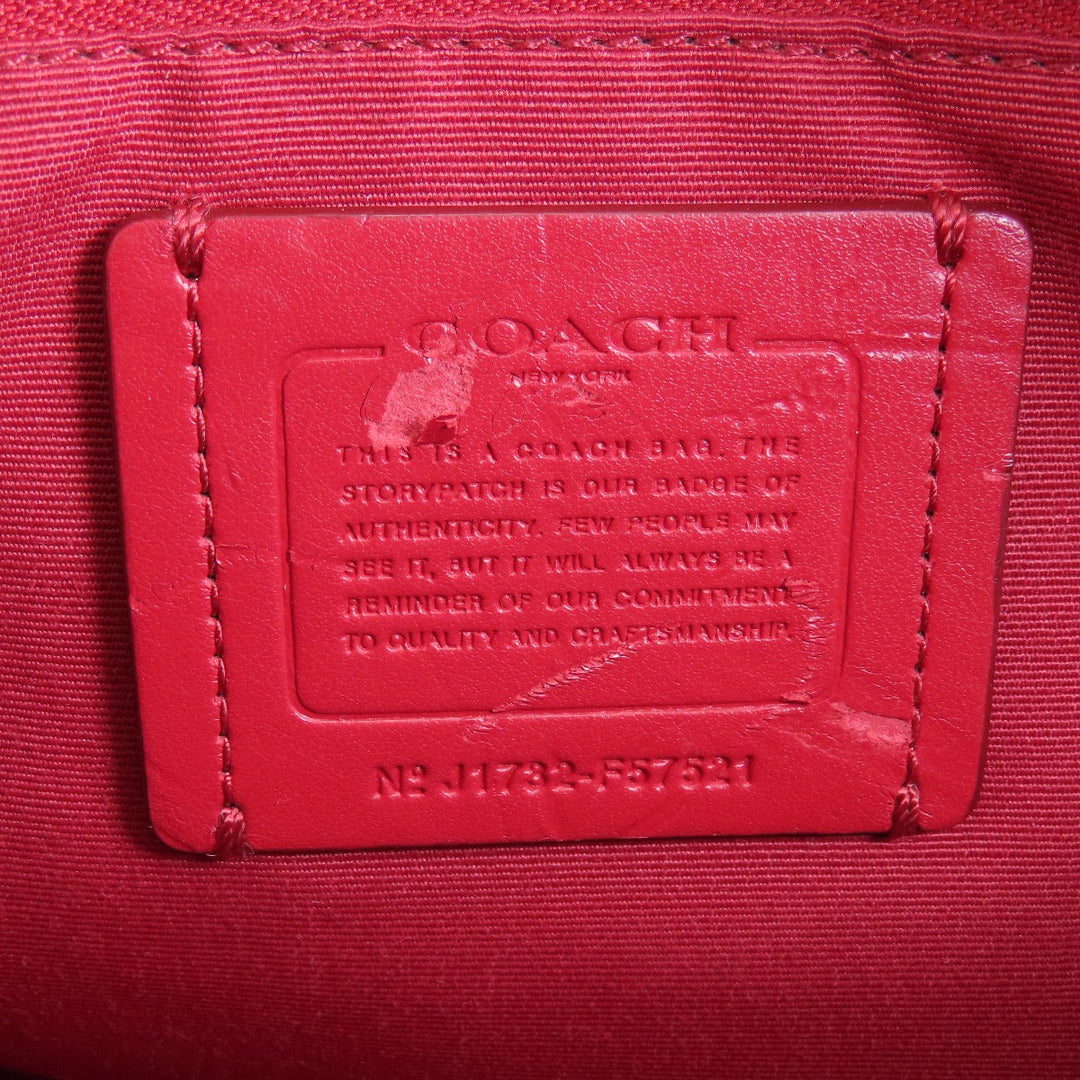 COACH
NEW YORK
THIS IS A COACH BAG. THE
STORYPATCH IS OUR BADGE OF
AUTHENTICITY. FEW PEOPLE MAY
SEE IT, BUT IT WILL ALWAYS BE A
REMINDER OF OUR COMMITMENT
TO QUALITY AND CRAFTSMANSHIP.
Nº J1732-F57521